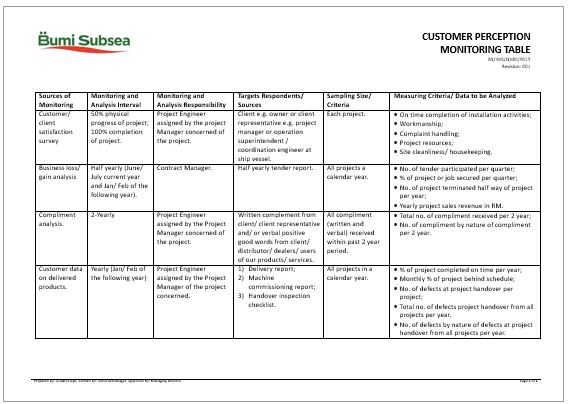 Bumi Subsea
CUSTOMER PERCEPTION
MONITORING TABLE
Revision: 001
Sources of Monitoring
Monitoring and Analysis Interval
Monitoring and Analysis Responsibility
Targets Respondents/ Sources
Sampling Size/ Criteria
Measuring Criteria/ Data to be Analyzed
Customer/
client
satisfaction
survey
50% physical
progress of project;
100% completion
of project.
Project Engineer
assigned by the project
Manager concerned of
the project.
Client e.g. owner or client
representative e.g. project
manager or operation
superintendent /
coordination engineer at
ship vessel.
Each project.
• On time completion of installation activities;
• Workmanship;
• Complaint handling;
• Project resources;
• Site cleanliness/ housekeeping.
Business loss/
gain analysis
Half yearly (June/
July current year
and Jan/ Feb of the
following year).
Contract Manager.
Half yearly tender report.
All projects in a
calendar year.
• No. of tender participated per quarter;
• % of project or job secured per quarter;
• No. of project terminated half way of project
per year;
• Yearly project sales revenue in RM.
Compliment
analysis.
2-Yearly
Project Engineer
assigned by the Project
Manager concerned of
the project.
Written complement from
client/ client representative
and/ or verbal positive
good words from client/
distributor/ dealers/ users
of our products/ services.
All compliment
(written and
verbal) received
within past 2 year
period.
• Total no. of compliment received per 2 year;
• No. of compliment by nature of compliment
per 2 year.
Customer data
on delivered
products.
Yearly (Jan/ Feb of
the following year)
Project Engineer
assigned by the Project
Manager of the project
concerned.
1) Delivery report;
2) Machine
commissioning report;
3) Handover inspection
checklist.
All projects in a
calendar year.
• % of project completed on time per year;
• Monthly % of project behind schedule;
• No. of defects at project handover per
project;
• Total no. of defects project handover from all
projects per year.
• No. of defects by nature of defects at project
handover from all projects per year.